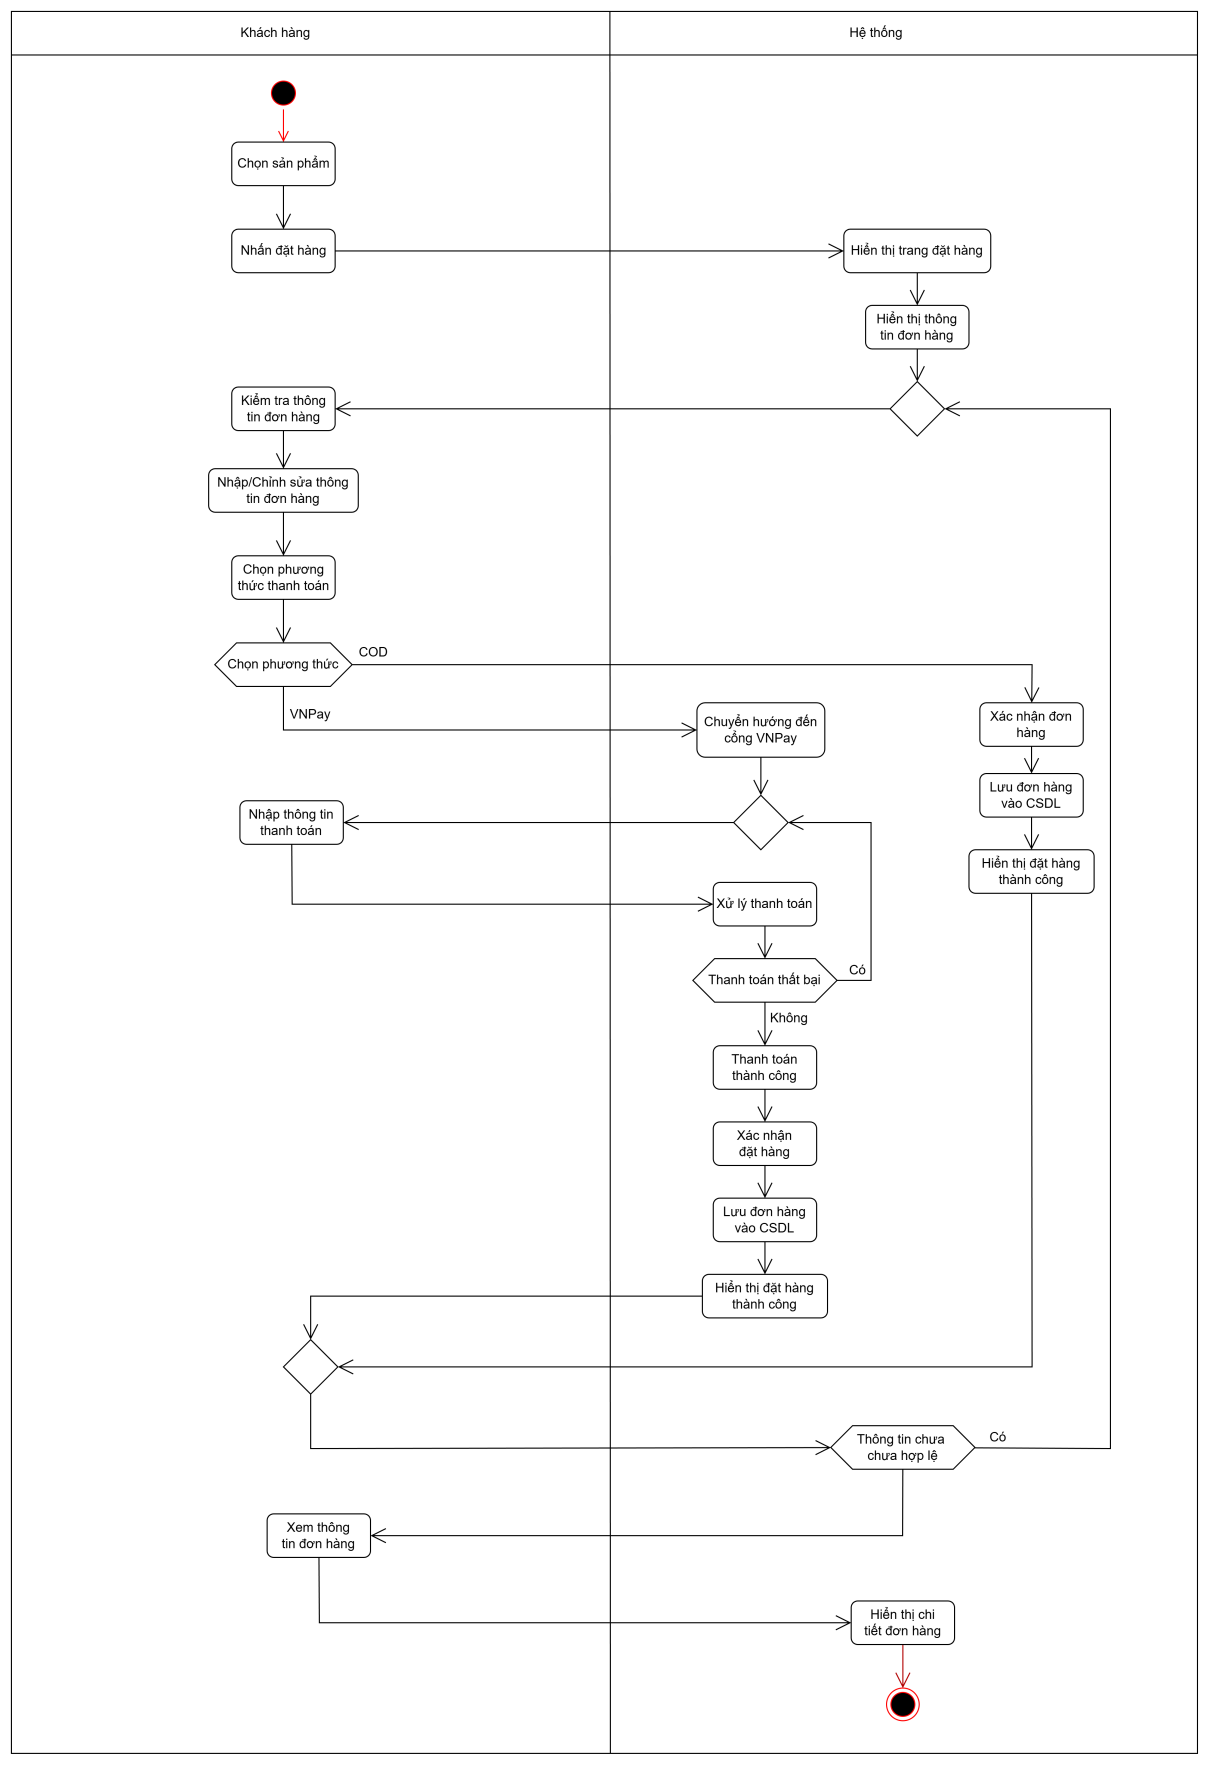 Khách hàng
Hệ thống
Chọn sản phẩm
Nhấn đặt hàng
Hiển thị trang đặt hàng
Hiển thị thông
tin đơn hàng
Kiểm tra thông
tin đơn hàng
Nhập/Chỉnh sửa thông
tin đơn hàng
Chọn phương
thức thanh toán
Chọn phương thức
COD
VNPay
Chuyển hướng đến
cổng VNPay
Xác nhận đơn
hàng
Lưu đơn hàng
vào CSDL
Nhập thông tin
thanh toán
Hiển thị đặt hàng
thành công
Xử lý thanh toán
Thanh toán thất bại
Có
Không
Thanh toán
thành công
Xác nhận
đặt hàng
Lưu đơn hàng
vào CSDL
Hiển thị đặt hàng
thành công
Thông tin chưa
chưa hợp lệ
Có
Xem thông
tin đơn hàng
Hiển thị chi
tiết đơn hàng